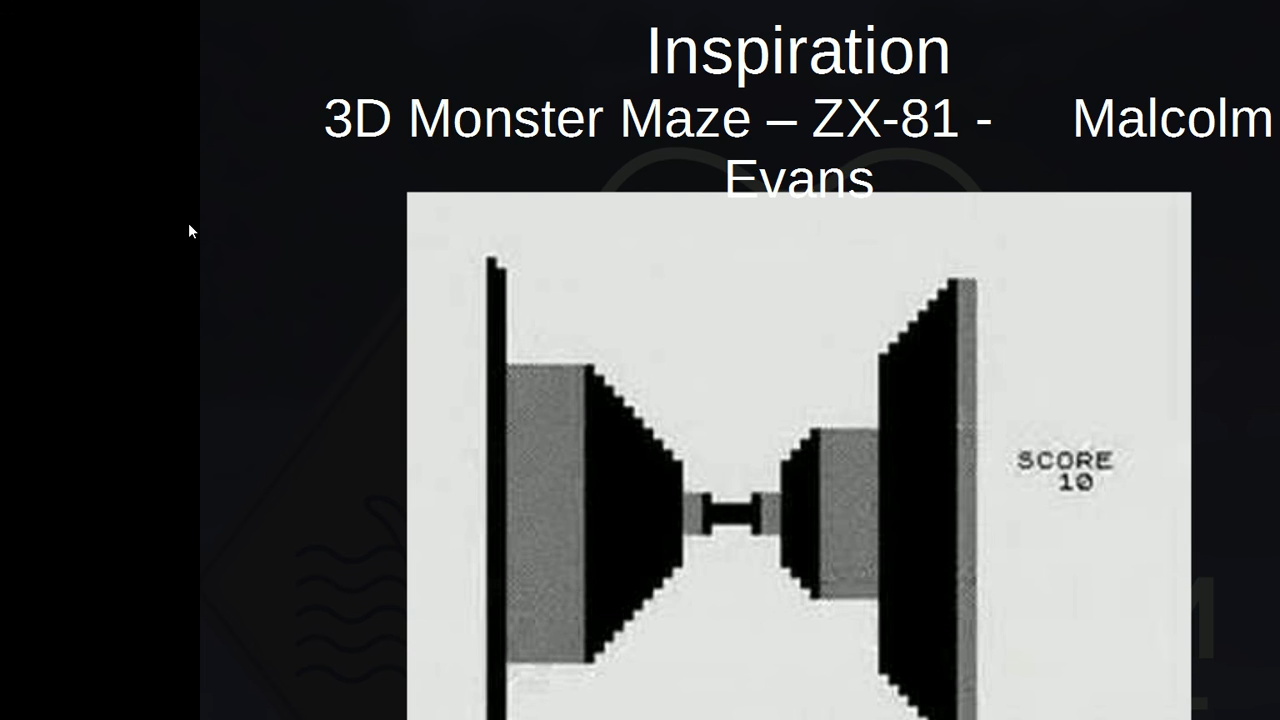 Inspiration
3D Monster Maze – ZX-81 - Malcolm
Evans
SCORE
10